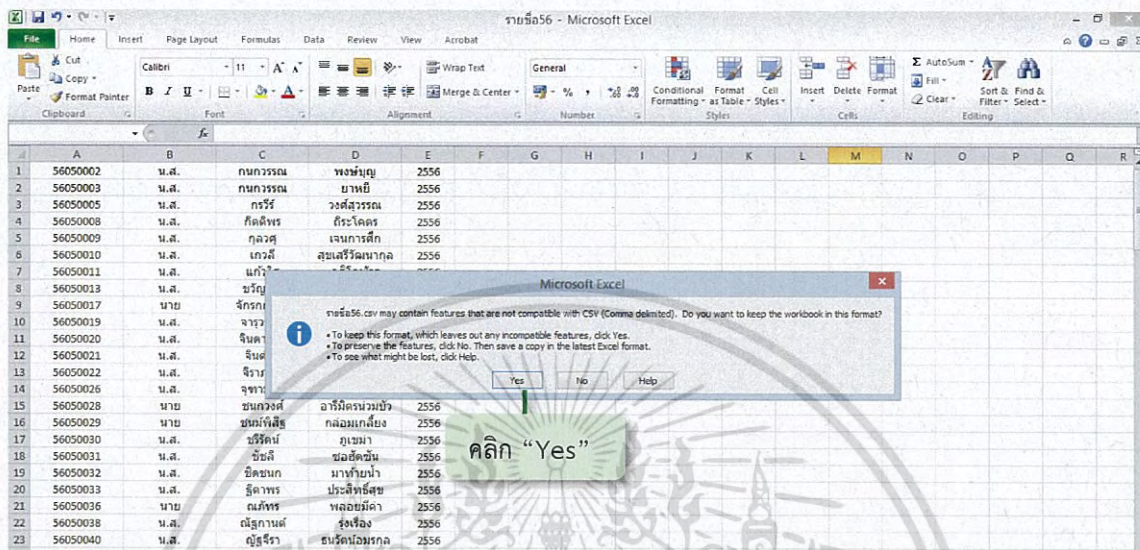 รายชื่อ56 - Microsoft Excel
File Home Insert Page Layout Formulas Data Review View Acrobat
Paste Cut Copy Format Painter Clipboard
Calibri 11 B I U Font
Wrap Text Merge & Center Alignment
General % , Number
Conditional Formatting Format as Table Cell Styles Styles
Insert Delete Format Cells
Σ AutoSum Fill Clear Sort & Filter Find & Select Editing
fx
A B C D E F G H I J K L M N O P Q R
1 56050002 น.ส. กนกวรรณ พงษ์บุญ 2556
2 56050003 น.ส. กนกวรรณ ยาหยี 2556
3 56050005 น.ส. กรวีร์ วงศ์สุวรรณ 2556
4 56050008 น.ส. กิตติพร ถิระโคตร 2556
5 56050009 น.ส. กุลวศุ เจนการศึก 2556
6 56050010 น.ส. เกวลี สุขเสรีวัฒนากุล 2556
7 56050011 น.ส.
8 56050013 น.ส.
9 56050017 นาย
10 56050019 น.ส.
11 56050020 น.ส.
12 56050021 น.ส.
13 56050022 น.ส.
14 56050026 น.ส.
Microsoft Excel
รายชื่อ56.csv may contain features that are not compatible with CSV (Comma delimited). Do you want to keep the workbook in this format?
• To keep this format, which leaves out any incompatible features, click Yes.
• To preserve the features, click No. Then save a copy in the latest Excel format.
• To see what might be lost, click Help.
Yes No Help
คลิก “Yes”
15 56050028 นาย ชนกวงศ์ อารีมิตรน่วมบัว 2556
16 56050029 นาย ชนม์พิสิฐ กล่อมเกลี้ยง 2556
17 56050030 น.ส. ชรีรัตน์ ภูเขม่า 2556
18 56050031 น.ส. ชัชลี ซอฮัดซัน 2556
19 56050032 น.ส. ชิดชนก มาท้ายน้ำ 2556
20 56050033 น.ส. ฐิดาพร ประสิทธิ์สุข 2556
21 56050036 นาย ณภัทร พลอยมีค่า 2556
22 56050038 น.ส. ณัฐกานต์ รุ่งเรือง 2556
23 56050040 น.ส. ณัฐจีรา ธนวัตน้อมรกุล 2556